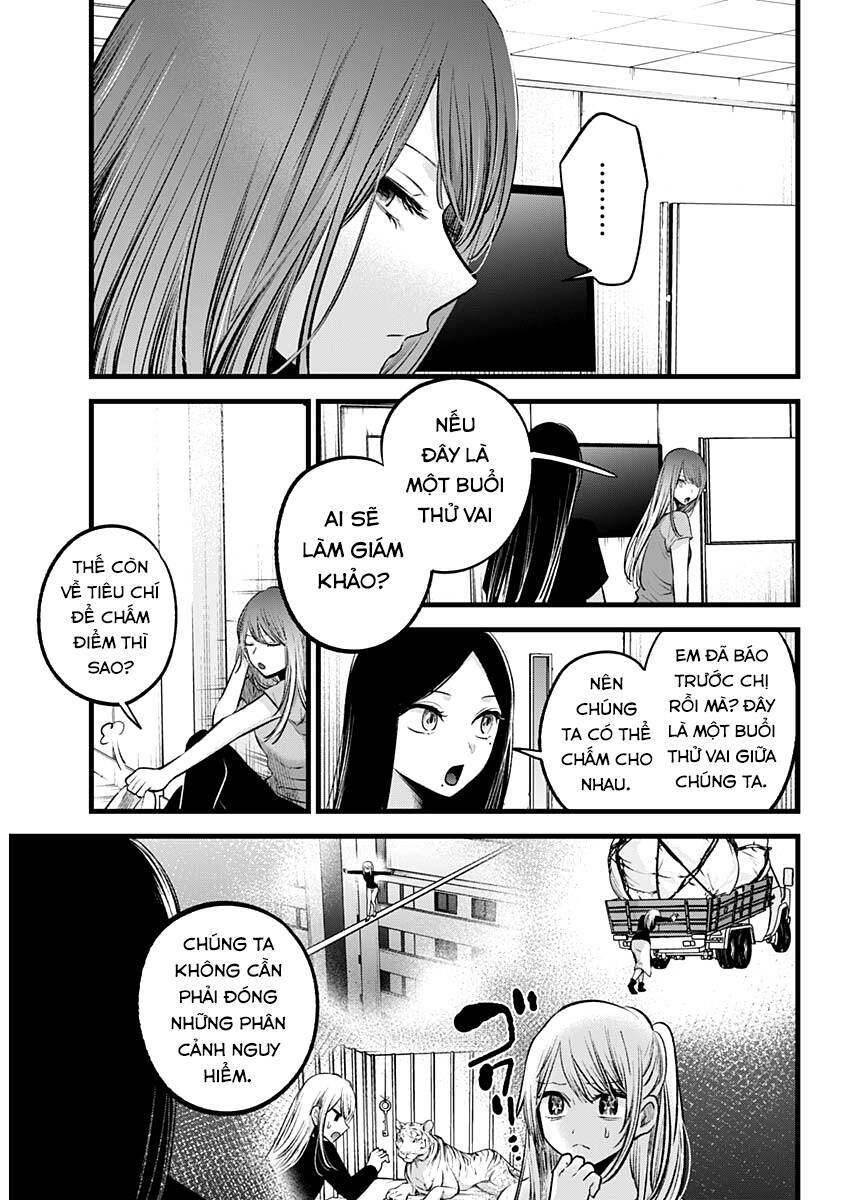 ......
NẾU
ĐÂY LÀ
MỘT BUỔI
THỬ VAI
AI SẼ
LÀM GIÁM
KHẢO?
THẾ CÒN
VỀ TIÊU CHÍ
ĐỂ CHẤM
ĐIỂM THÌ
SAO?
EM ĐÃ BÁO
TRƯỚC CHỊ
RỒI MÀ? ĐÂY
LÀ MỘT BUỔI
THỬ VAI GIỮA
CHÚNG TA.
NÊN
CHÚNG
TA CÓ THỂ
CHẤM CHO
NHAU.
CHÚNG TA
KHÔNG CẦN
PHẢI ĐÓNG
NHỮNG PHÂN
CẢNH NGUY
HIỂM.
ゴクッ…